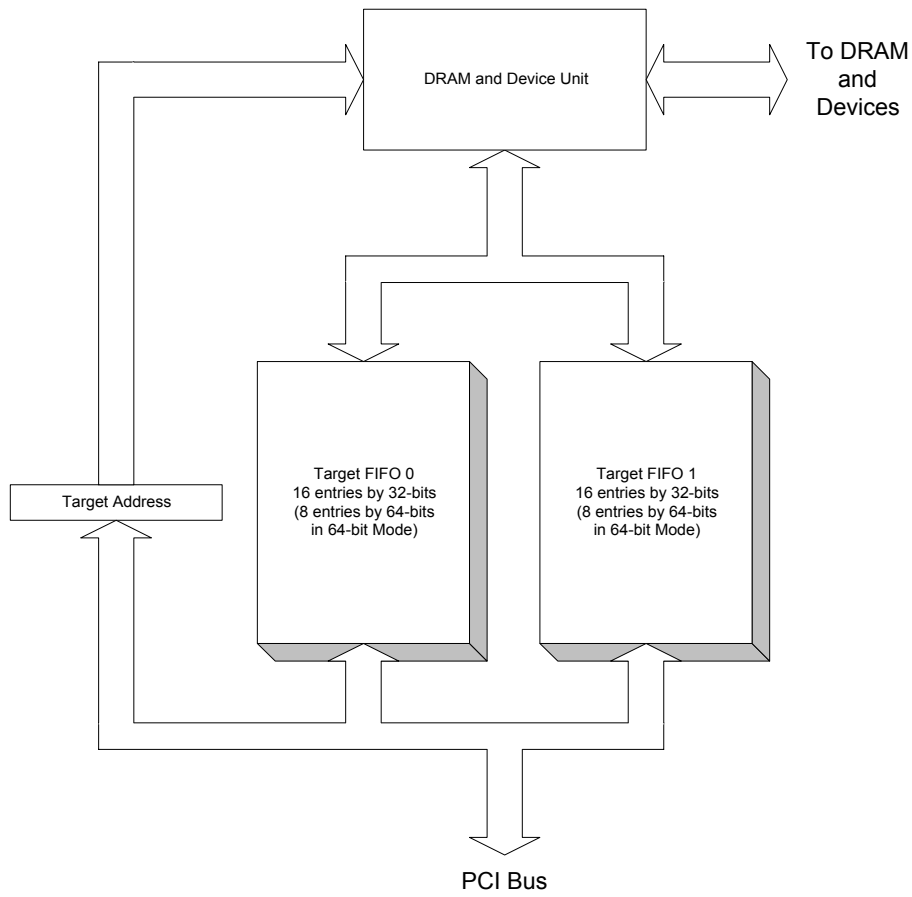 DRAM and Device Unit
To DRAM
and
Devices
Target FIFO 0
16 entries by 32-bits
(8 entries by 64-bits
in 64-bit Mode)
Target FIFO 1
16 entries by 32-bits
(8 entries by 64-bits
in 64-bit Mode)
Target Address
PCI Bus